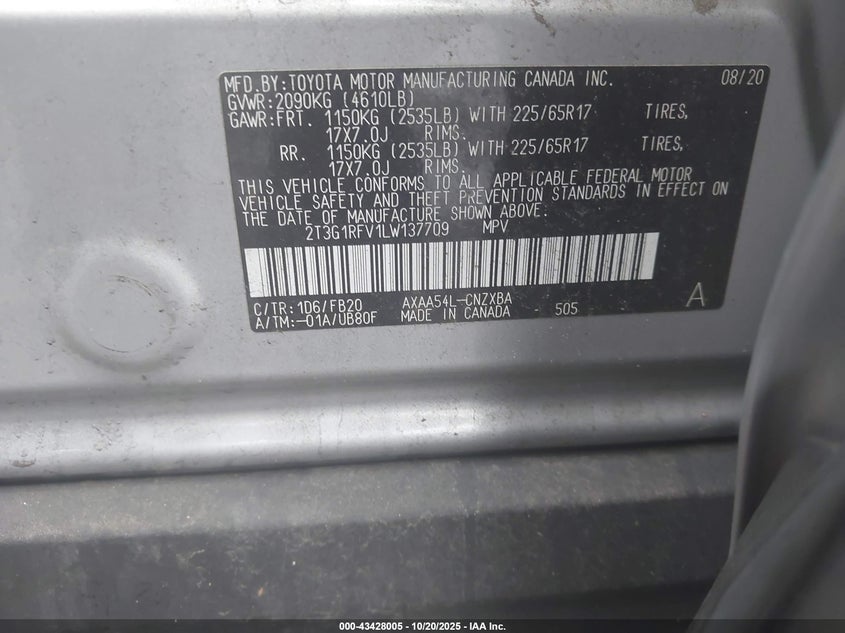 MFD.BY:TOYOTA MOTOR MANUFACTURING CANADA INC. 08/20
GVWR:2090KG (4610LB)
GAWR:FRT. 1150KG (2535LB) WITH 225/65R17 TIRES,
17X7.0J RIMS.
RR. 1150KG (2535LB) WITH 225/65R17 TIRES,
17X7.0J RIMS.
THIS VEHICLE CONFORMS TO ALL APPLICABLE FEDERAL MOTOR
VEHICLE SAFETY AND THEFT PREVENTION STANDARDS IN EFFECT ON
THE DATE OF MANUFACTURE SHOWN ABOVE.
2T3G1RFV1LW137709 MPV
C/TR:1D6/FB20 AXAA54L-CNZXBA A
A/TM:-01A/UB80F MADE IN CANADA 505
000-43428005 - 10/20/2025 - IAA Inc.